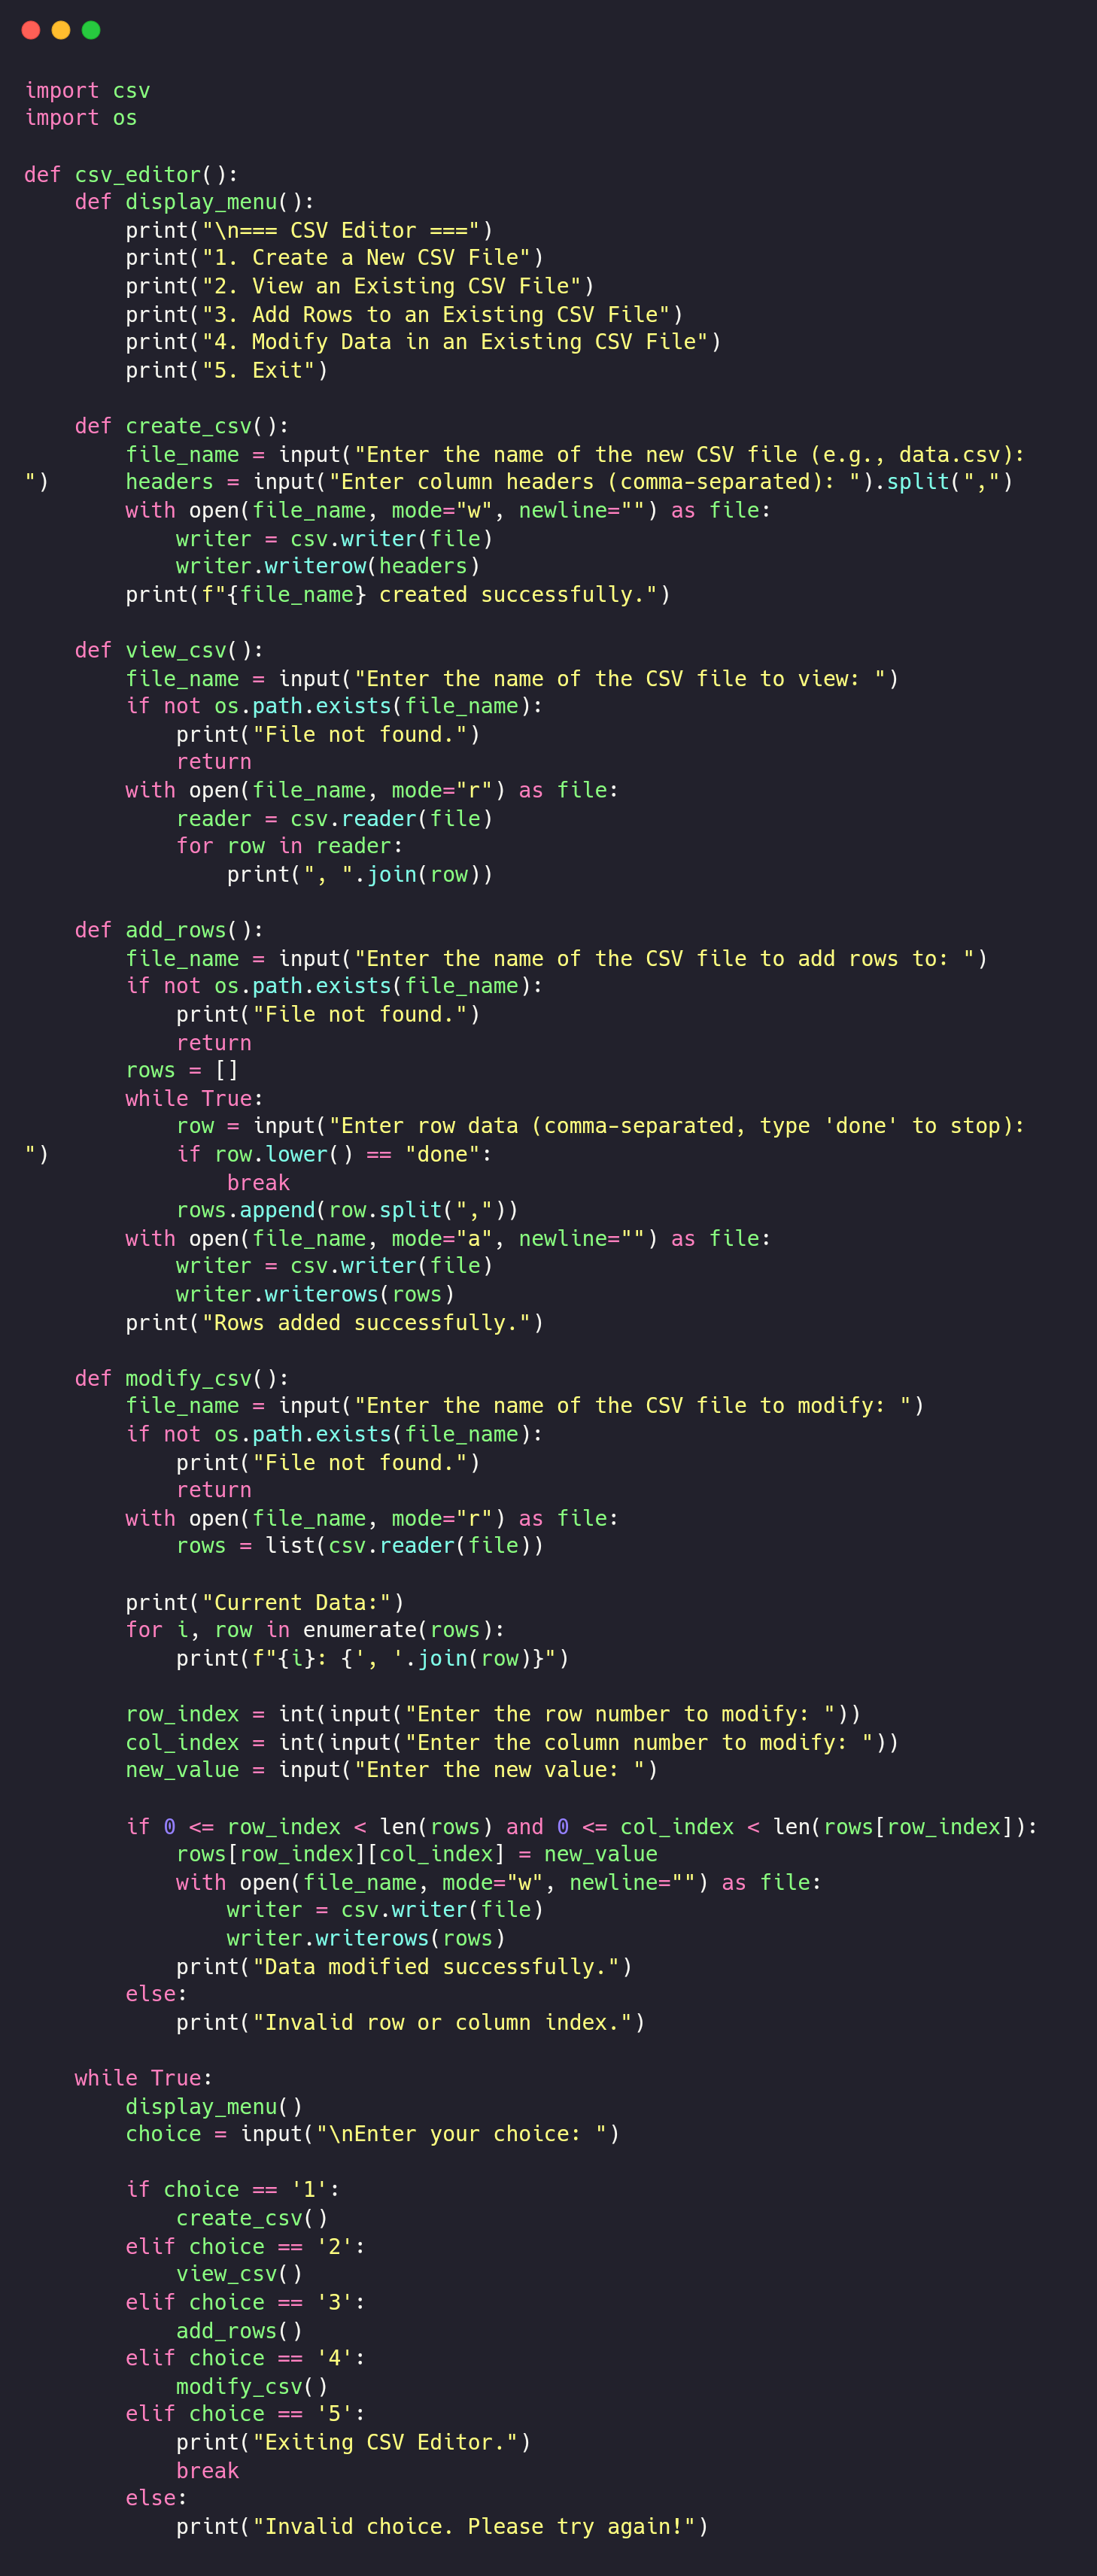 import csv
import os

def csv_editor():
    def display_menu():
        print("\n=== CSV Editor ===")
        print("1. Create a New CSV File")
        print("2. View an Existing CSV File")
        print("3. Add Rows to an Existing CSV File")
        print("4. Modify Data in an Existing CSV File")
        print("5. Exit")

    def create_csv():
        file_name = input("Enter the name of the new CSV file (e.g., data.csv):
")      headers = input("Enter column headers (comma-separated): ").split(",")
        with open(file_name, mode="w", newline="") as file:
            writer = csv.writer(file)
            writer.writerow(headers)
        print(f"{file_name} created successfully.")

    def view_csv():
        file_name = input("Enter the name of the CSV file to view: ")
        if not os.path.exists(file_name):
            print("File not found.")
            return
        with open(file_name, mode="r") as file:
            reader = csv.reader(file)
            for row in reader:
                print(", ".join(row))

    def add_rows():
        file_name = input("Enter the name of the CSV file to add rows to: ")
        if not os.path.exists(file_name):
            print("File not found.")
            return
        rows = []
        while True:
            row = input("Enter row data (comma-separated, type 'done' to stop):
")          if row.lower() == "done":
                break
            rows.append(row.split(","))
        with open(file_name, mode="a", newline="") as file:
            writer = csv.writer(file)
            writer.writerows(rows)
        print("Rows added successfully.")

    def modify_csv():
        file_name = input("Enter the name of the CSV file to modify: ")
        if not os.path.exists(file_name):
            print("File not found.")
            return
        with open(file_name, mode="r") as file:
            rows = list(csv.reader(file))

        print("Current Data:")
        for i, row in enumerate(rows):
            print(f"{i}: {', '.join(row)}")

        row_index = int(input("Enter the row number to modify: "))
        col_index = int(input("Enter the column number to modify: "))
        new_value = input("Enter the new value: ")

        if 0 <= row_index < len(rows) and 0 <= col_index < len(rows[row_index]):
            rows[row_index][col_index] = new_value
            with open(file_name, mode="w", newline="") as file:
                writer = csv.writer(file)
                writer.writerows(rows)
            print("Data modified successfully.")
        else:
            print("Invalid row or column index.")

    while True:
        display_menu()
        choice = input("\nEnter your choice: ")

        if choice == '1':
            create_csv()
        elif choice == '2':
            view_csv()
        elif choice == '3':
            add_rows()
        elif choice == '4':
            modify_csv()
        elif choice == '5':
            print("Exiting CSV Editor.")
            break
        else:
            print("Invalid choice. Please try again!")